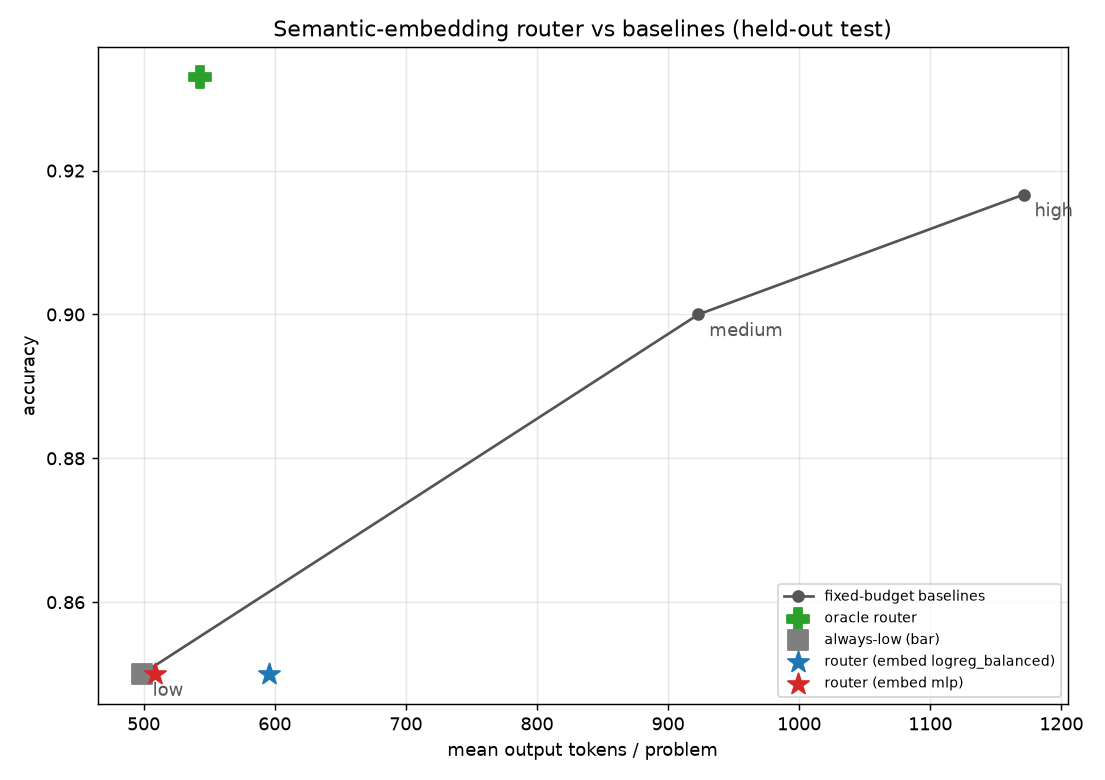 Semantic-embedding router vs baselines (held-out test)
0.92
0.90
0.88
0.86
accuracy
high
medium
low
fixed-budget baselines
oracle router
always-low (bar)
router (embed logreg_balanced)
router (embed mlp)
500 600 700 800 900 1000 1100 1200
mean output tokens / problem